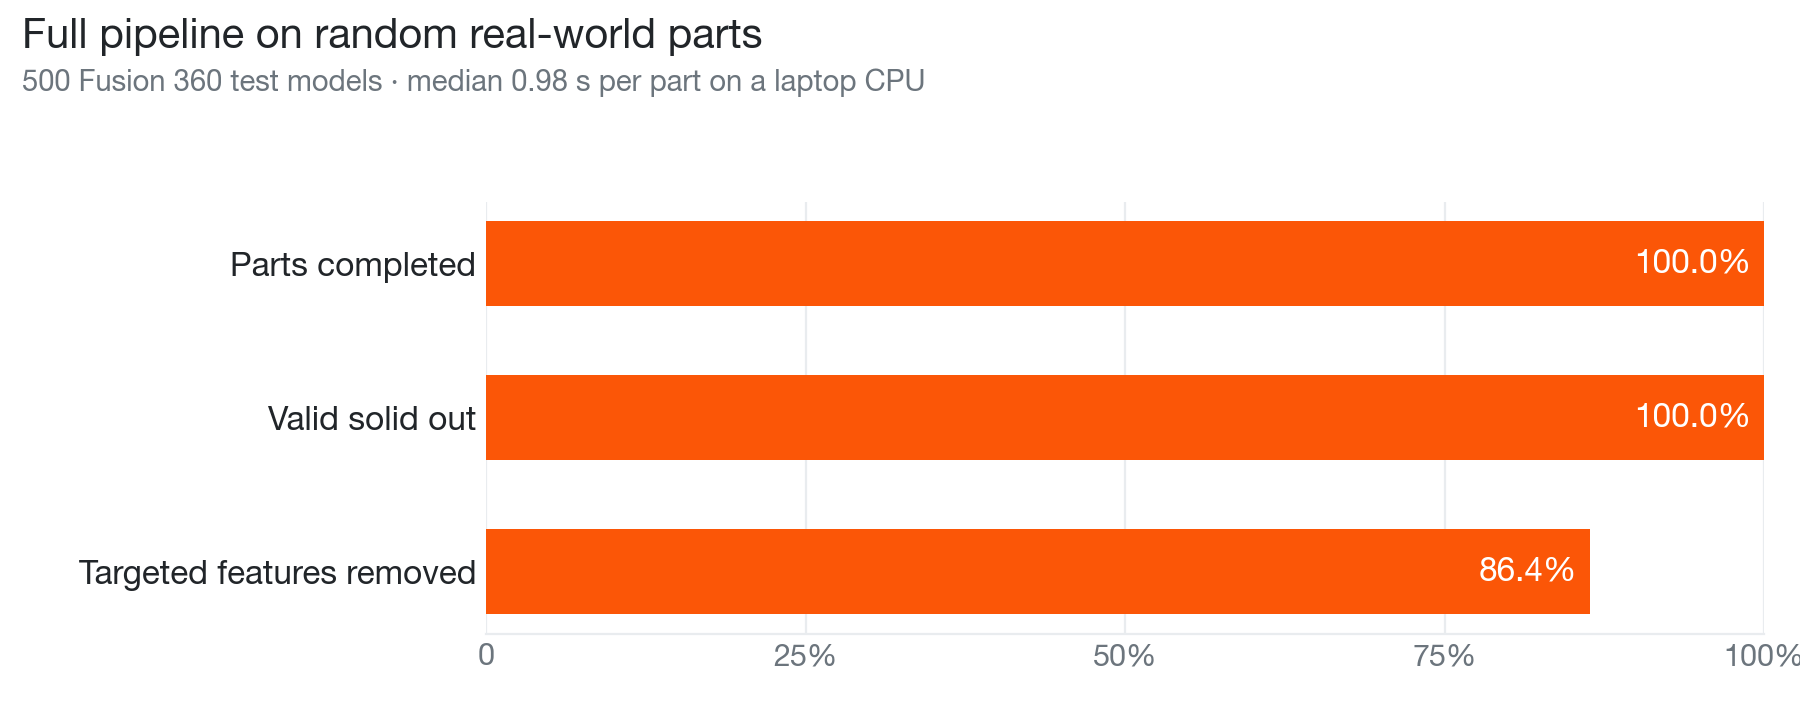 Full pipeline on random real-world parts
500 Fusion 360 test models · median 0.98 s per part on a laptop CPU
Parts completed 100.0%
Valid solid out 100.0%
Targeted features removed 86.4%
0 25% 50% 75% 100%